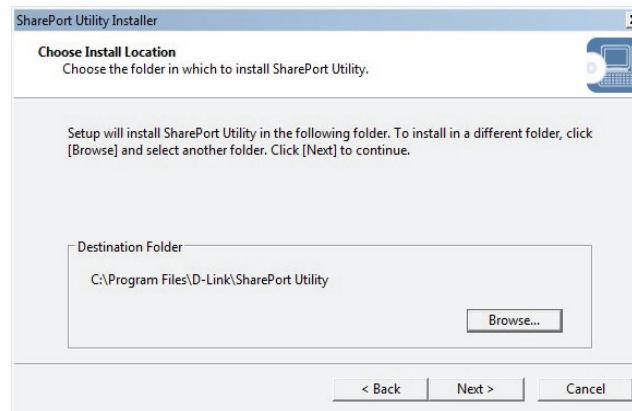 SharePort Utility Installer
Choose Install Location
Choose the folder in which to install SharePort Utility.
Setup will install SharePort Utility in the following folder. To install in a different folder, click
[Browse] and select another folder. Click [Next] to continue.
Destination Folder
C:\Program Files\D-Link\SharePort Utility
Browse...
< Back
Next >
Cancel